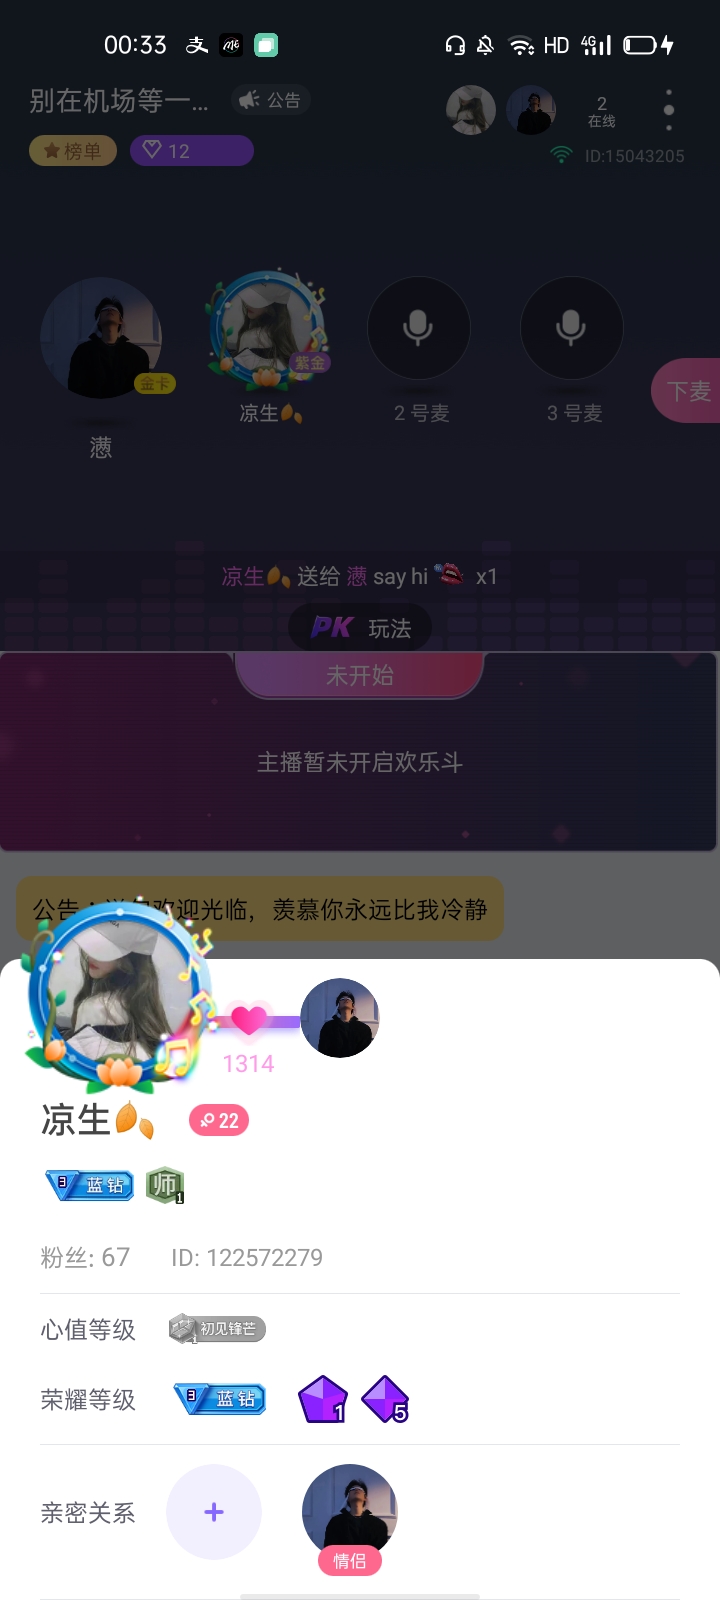 00:33 HD 4G
别在机场等一... 公告
2
在线
榜单 12
ID:15043205
金卡
紫金
凉生 2 号麦 3 号麦 下麦
懑
凉生 送给 懑 say hi x1
PK 玩法
未开始
主播暂未开启欢乐斗
欢迎光临，羡慕你永远比我冷静
1314
凉生 22
3 蓝钻 师 1
粉丝: 67 ID: 122572279
心值等级 1 初见锋芒
荣耀等级 3 蓝钻 1 5
亲密关系 +
情侣